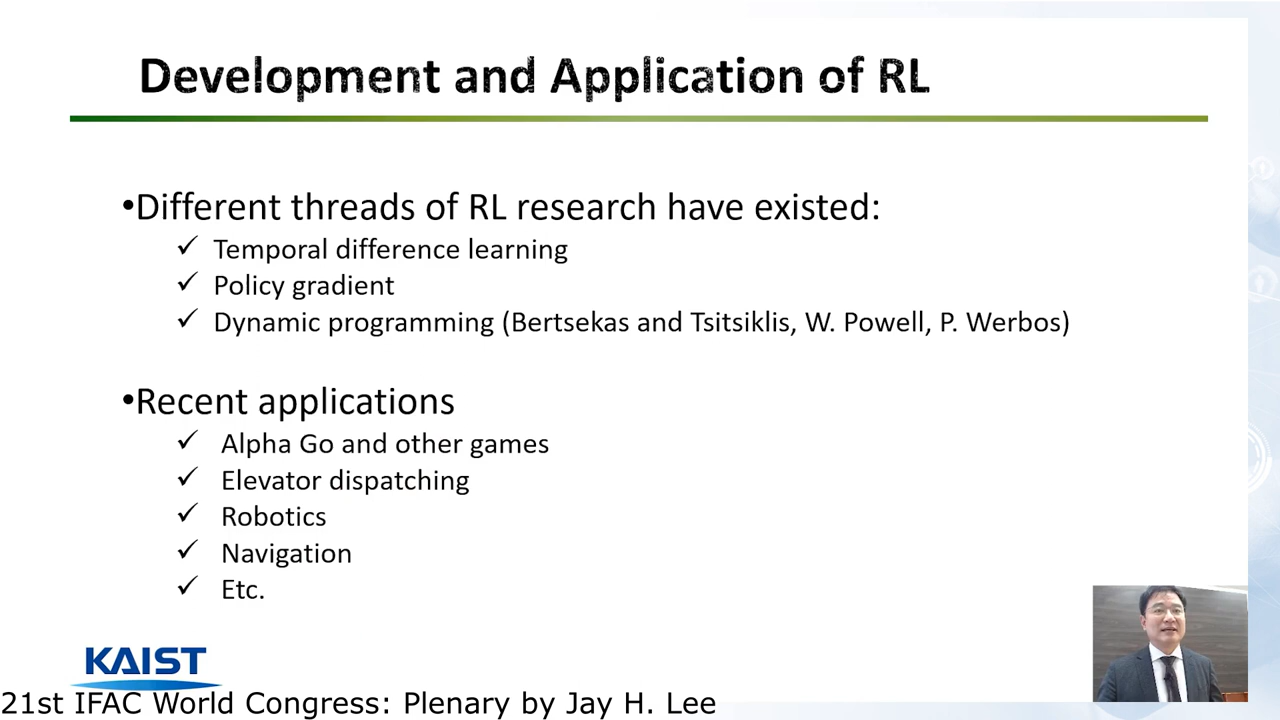 Development and Application of RL
•Different threads of RL research have existed:
✓ Temporal difference learning
✓ Policy gradient
✓ Dynamic programming (Bertsekas and Tsitsiklis, W. Powell, P. Werbos)
•Recent applications
✓ Alpha Go and other games
✓ Elevator dispatching
✓ Robotics
✓ Navigation
✓ Etc.
KAIST
21st IFAC World Congress: Plenary by Jay H. Lee